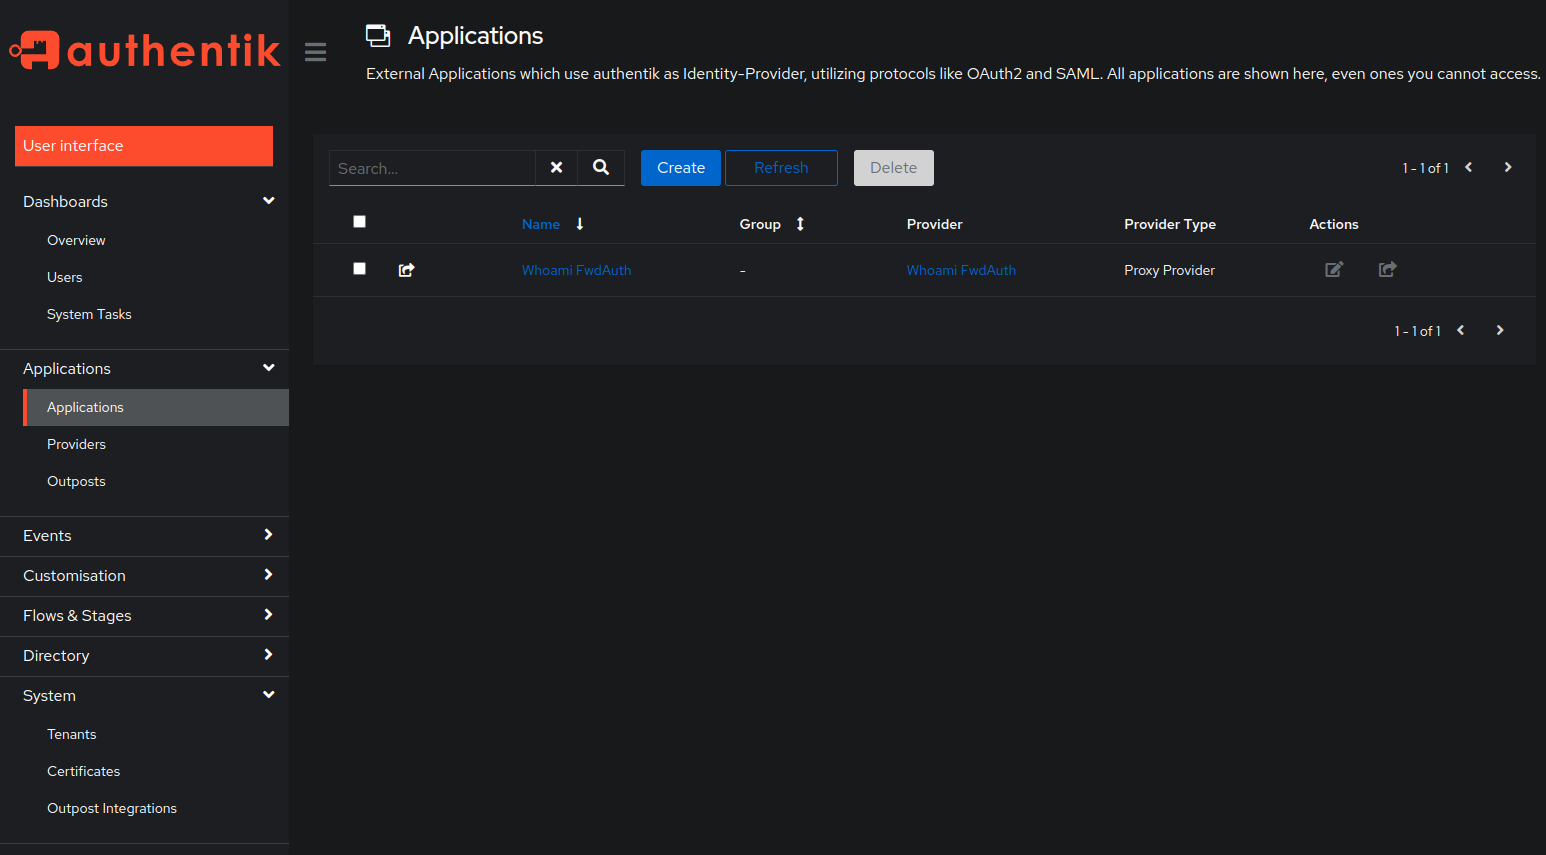 authentik
Applications
External Applications which use authentik as Identity-Provider, utilizing protocols like OAuth2 and SAML. All applications are shown here, even ones you cannot access.
User interface
Dashboards
Overview
Users
System Tasks
Applications
Applications
Providers
Outposts
Events
Customisation
Flows & Stages
Directory
System
Tenants
Certificates
Outpost Integrations
Search... Create Refresh Delete 1 - 1 of 1
Name Group Provider Provider Type Actions
Whoami FwdAuth - Whoami FwdAuth Proxy Provider
1 - 1 of 1